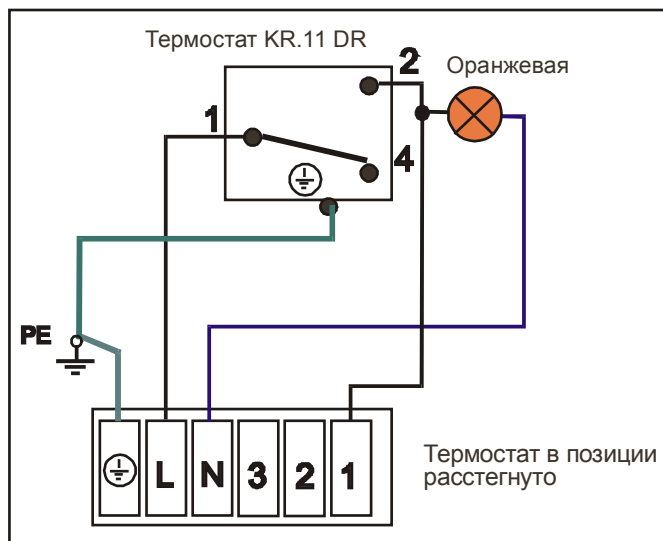 Термостат KR.11 DR
2
Оранжевая
1
4
PE
L N 3 2 1
Термостат в позиции
расстегнуто